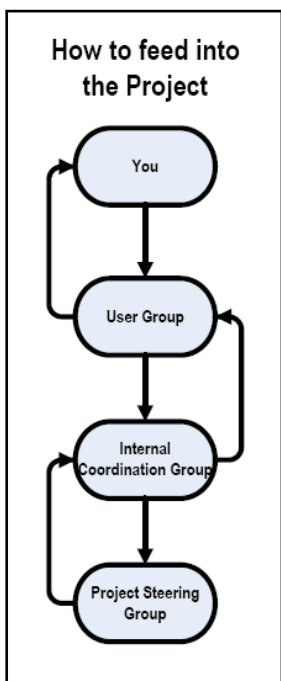 How to feed into
the Project
You
User Group
Internal
Coordination Group
Project Steering
Group